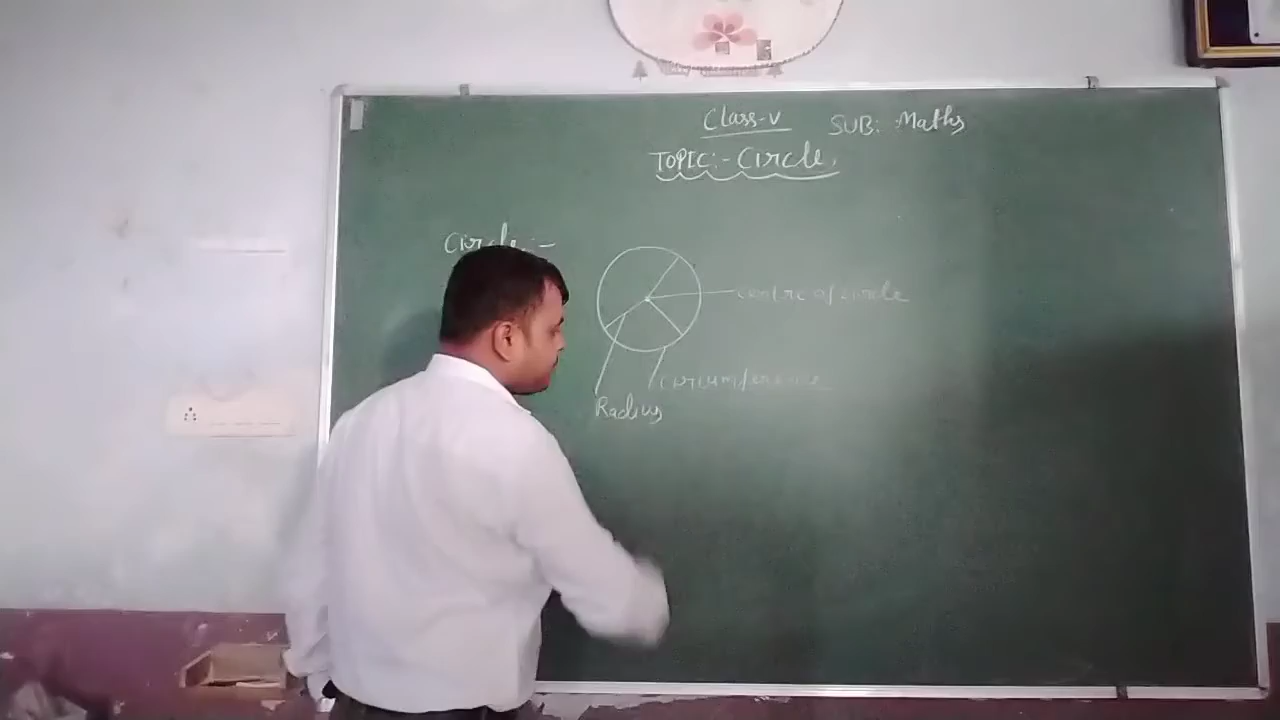 Class-V SUB: Maths
TOPIC:- Circle.
Circle :-
centre of circle
circumference
Radius